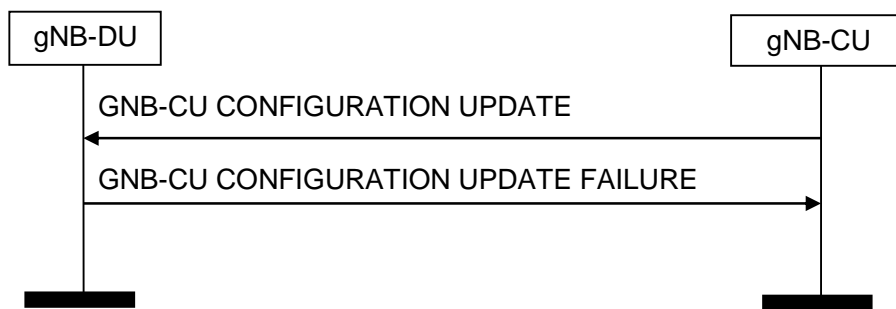 gNB-DU
gNB-CU
GNB-CU CONFIGURATION UPDATE
GNB-CU CONFIGURATION UPDATE FAILURE